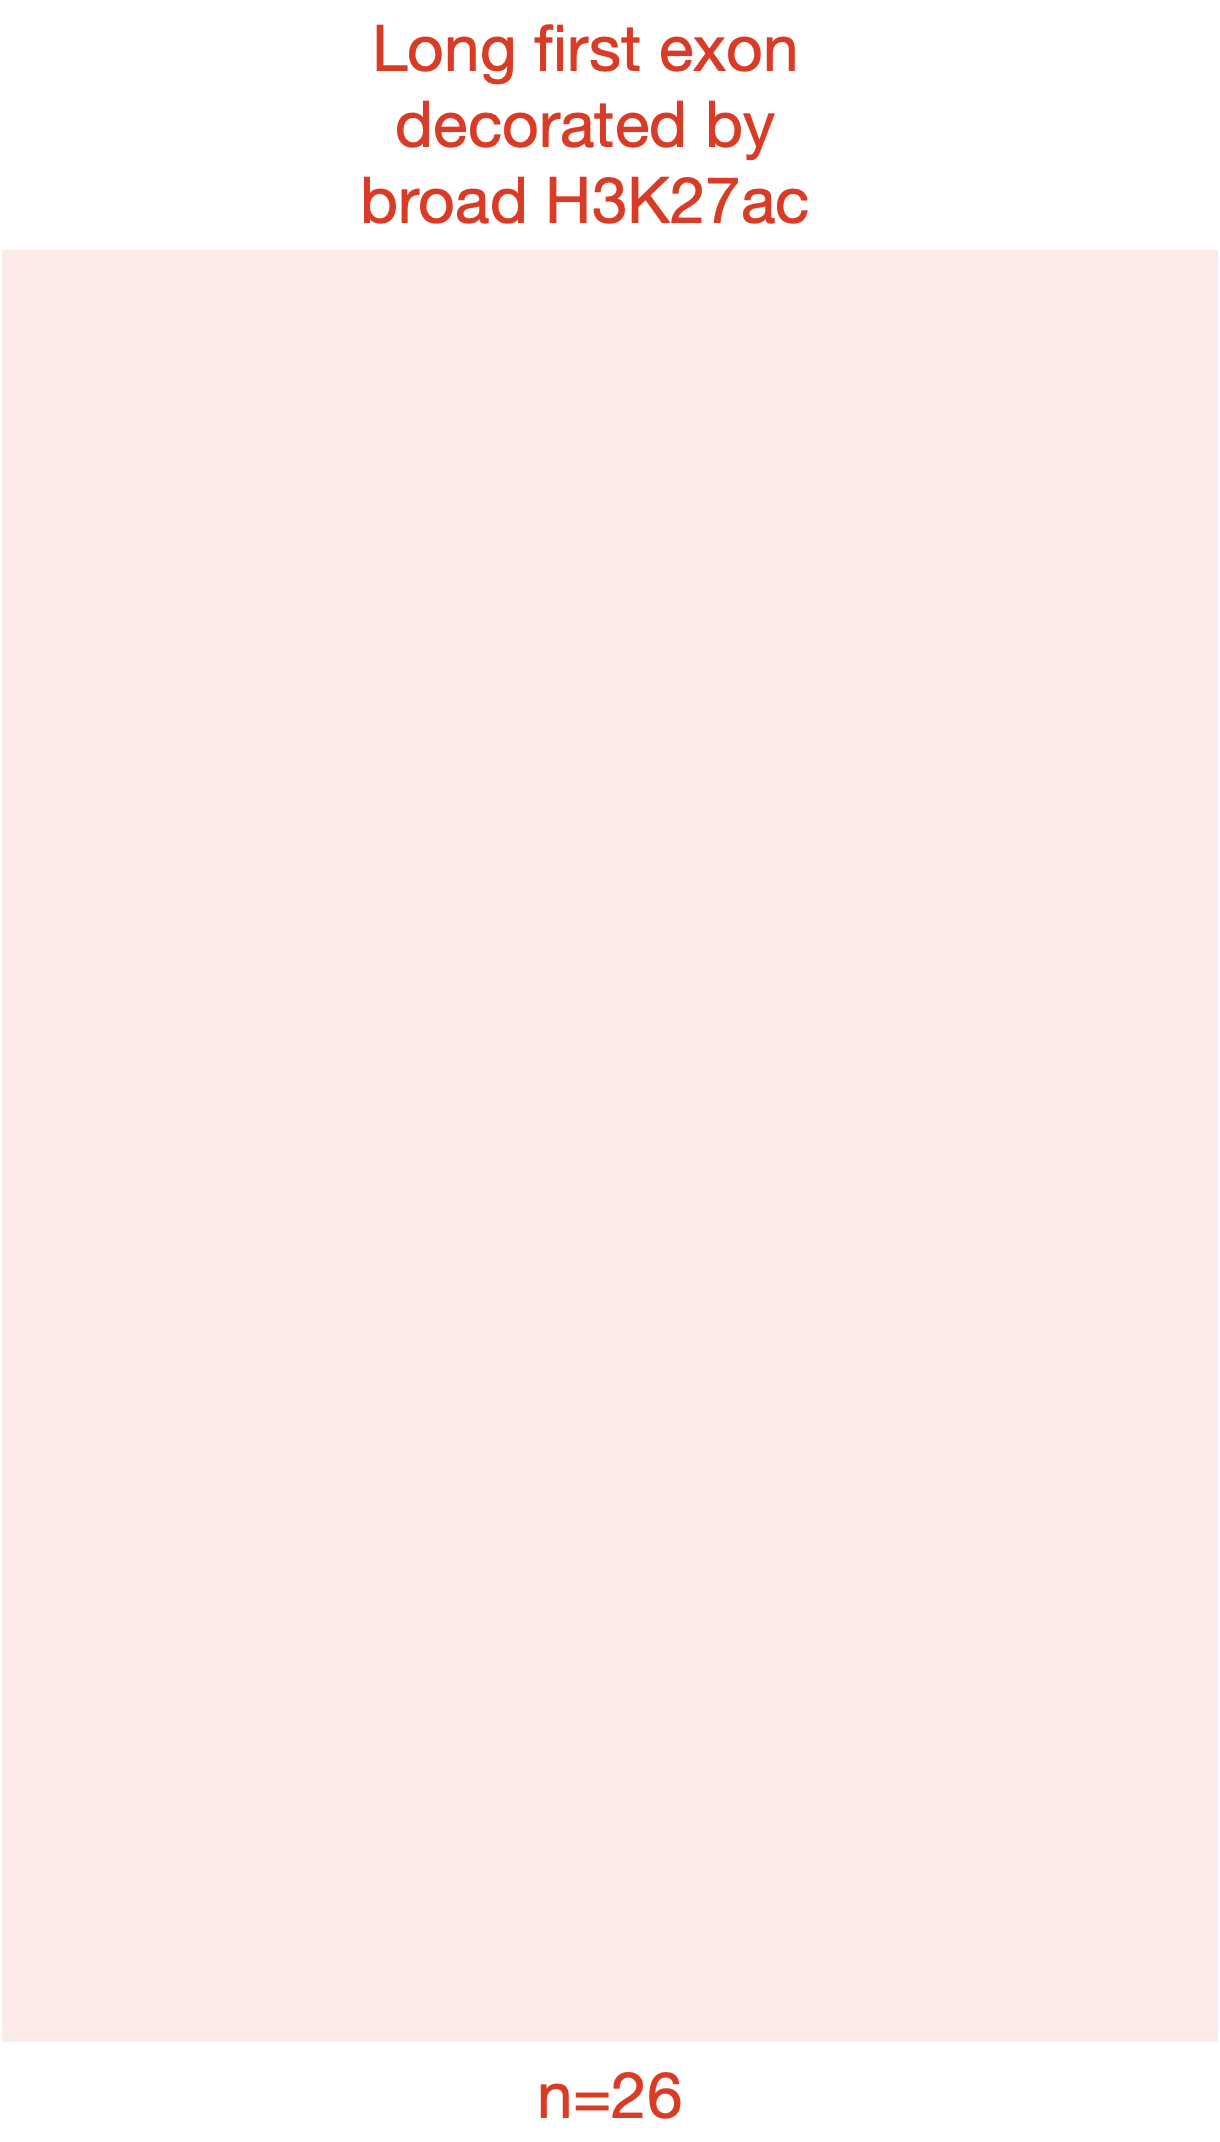 Long first exon
decorated by
broad H3K27ac
n=26